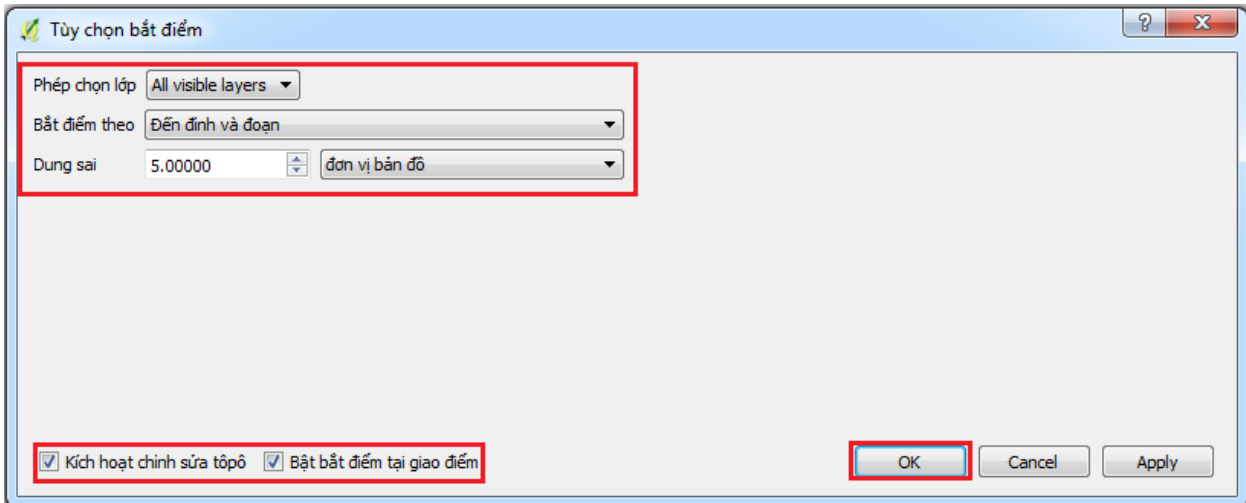 Tùy chọn bắt điểm
Phép chọn lớp All visible layers
Bắt điểm theo Đến đỉnh và đoạn
Dung sai 5.00000 đơn vị bản đồ
Kích hoạt chỉnh sửa tôpô Bật bắt điểm tại giao điểm OK Cancel Apply